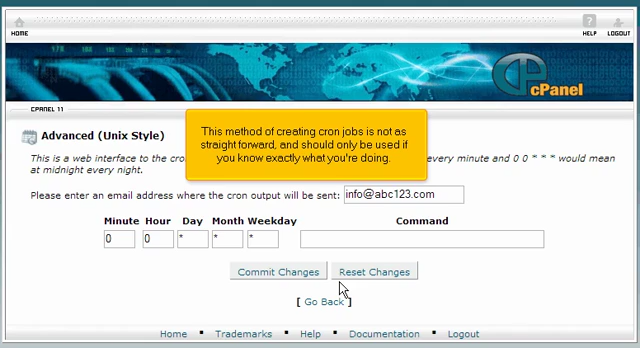 HOME
HELP
LOGOUT
cPanel
CPANEL 11
Advanced (Unix Style)
This method of creating cron jobs is not as
straight forward, and should only be used if
you know exactly what you're doing.
This is a web interface to the cro
every minute and 0 0 * * * would mean
at midnight every night.
Please enter an email address where the cron output will be sent: info@abc123.com
Minute Hour Day Month Weekday Command
0 0 * * *
Commit Changes Reset Changes
[ Go Back ]
Home ▪ Trademarks ▪ Help ▪ Documentation ▪ Logout